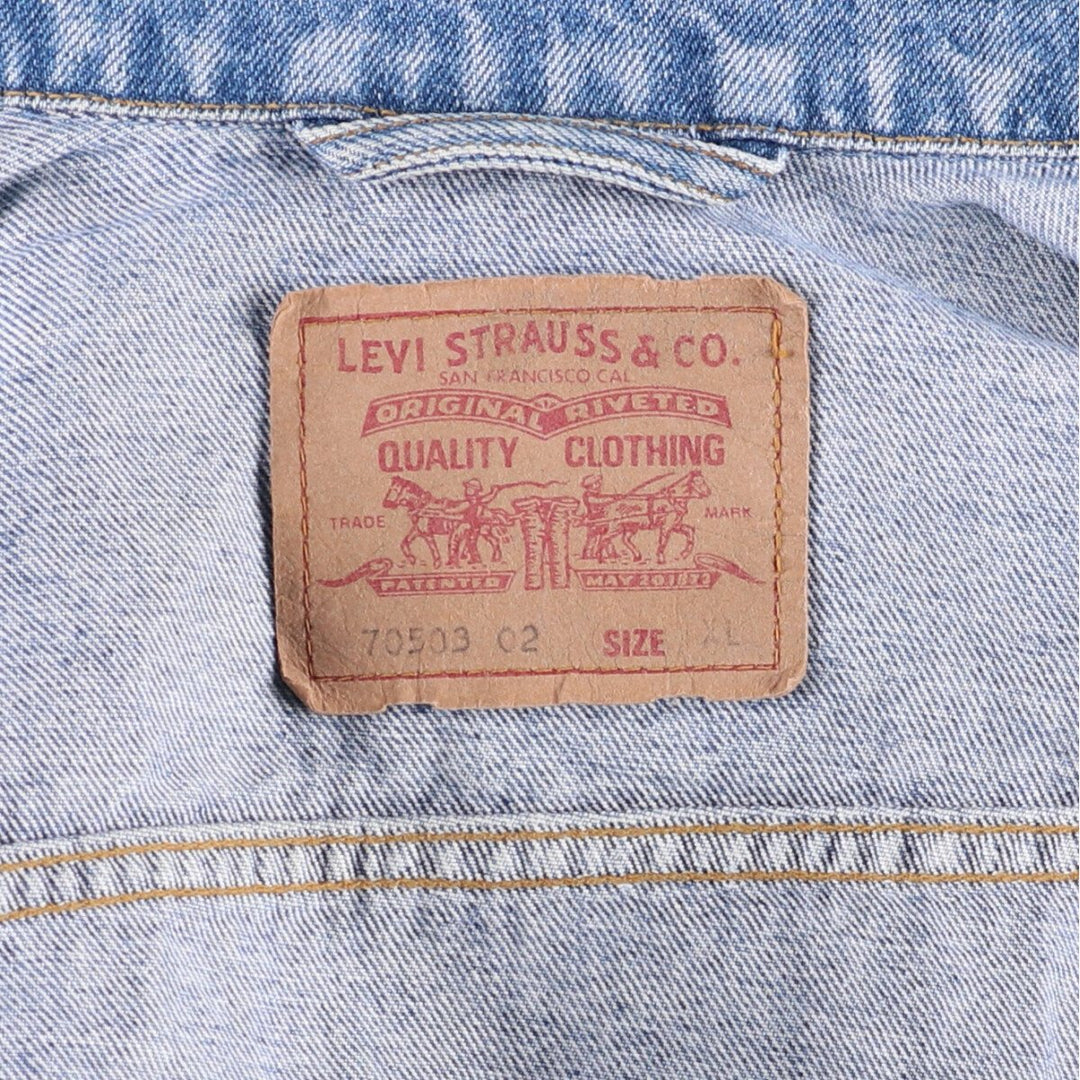 LEVI STRAUSS & CO.
SAN FRANCISCO CAL
ORIGINAL RIVETED
QUALITY CLOTHING
TRADE MARK
PATENTED MAY 20 1873
70503 02 SIZE XL